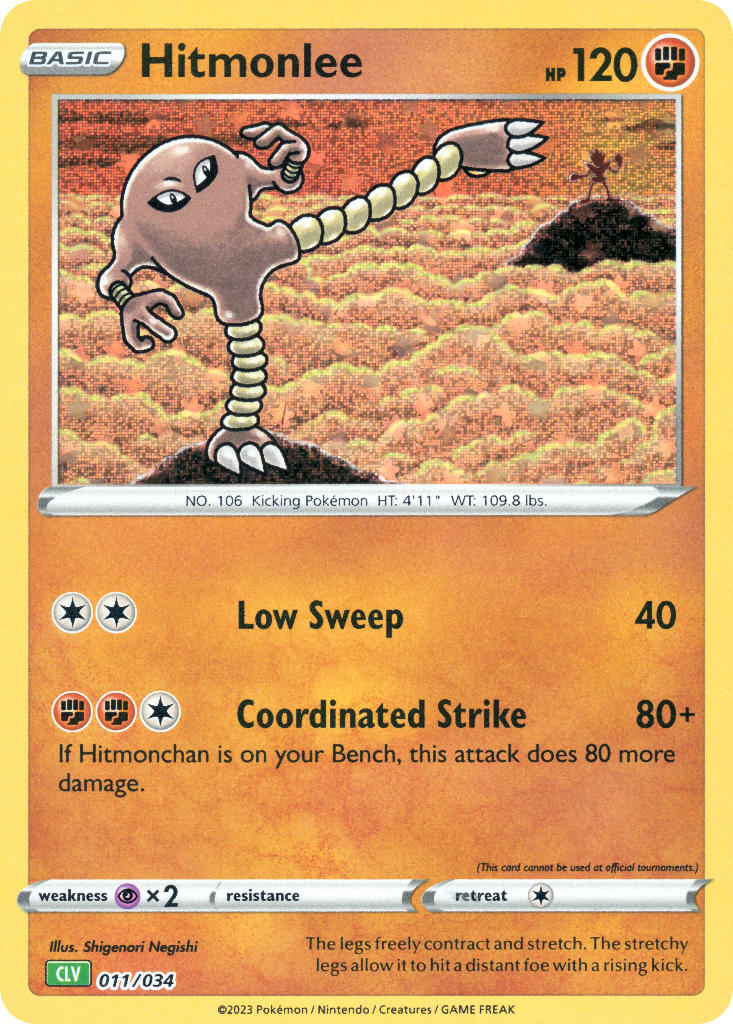 BASIC Hitmonlee HP 120
NO. 106 Kicking Pokémon HT: 4'11" WT: 109.8 lbs.
Low Sweep 40
Coordinated Strike 80+
If Hitmonchan is on your Bench, this attack does 80 more
damage.
(This card cannot be used at official tournaments.)
weakness ×2 resistance retreat
Illus. Shigenori Negishi
The legs freely contract and stretch. The stretchy
legs allow it to hit a distant foe with a rising kick.
CLV 011/034
©2023 Pokémon / Nintendo / Creatures / GAME FREAK